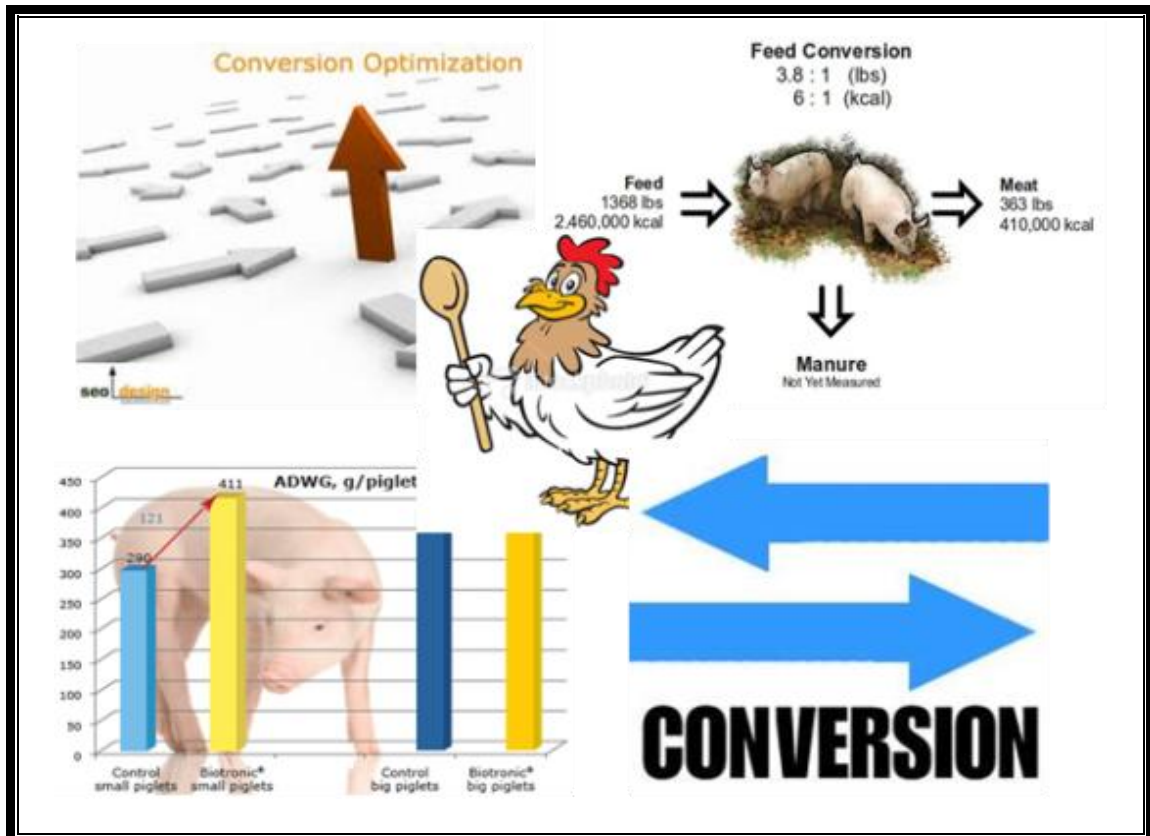 Conversion Optimization
seo design
Feed Conversion
3.8 : 1 (lbs)
6 : 1 (kcal)
Feed
1368 lbs
2,460,000 kcal
Meat
363 lbs
410,000 kcal
Manure
Not Yet Measured
ADWG, g/piglet
450
400
350
300
250
200
150
100
50
0
290
121
411
Control
small piglets
Biotronic®
small piglets
Control
big piglets
Biotronic®
big piglets
CONVERSION